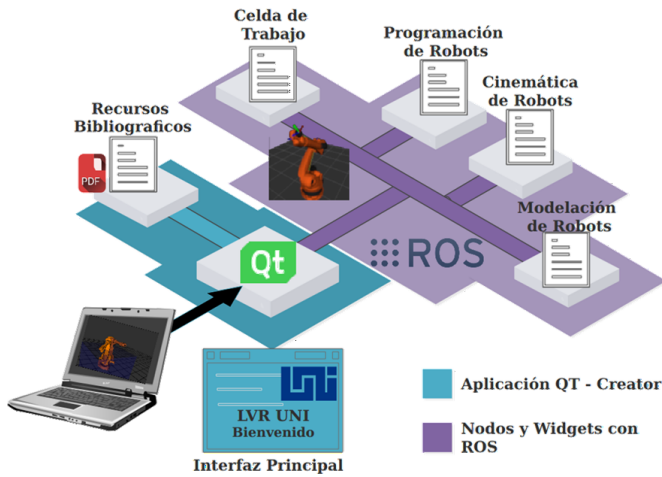 Celda de
Trabajo
Programación
de Robots
Cinemática
de Robots
Recursos
Bibliograficos
PDF
Modelación
de Robots
Qt
ROS
uni
LVR UNI
Bienvenido
Interfaz Principal
Aplicación QT - Creator
Nodos y Widgets con
ROS